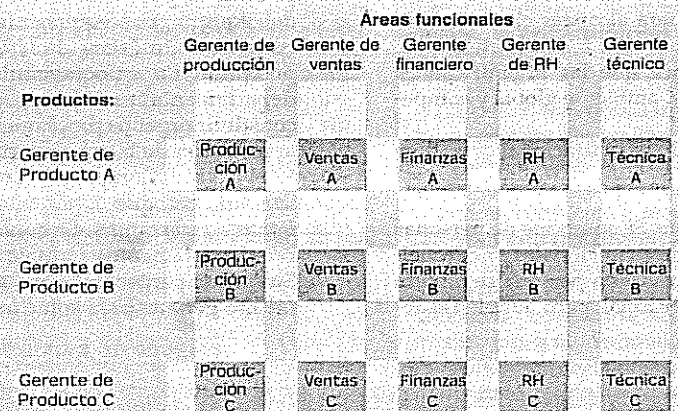 Áreas funcionales
Gerente de Gerente de Gerente Gerente Gerente
producción ventas financiero de RH técnico
Productos:
Gerente de
Producto A
Produc-
ción
A
Ventas
A
Finanzas
A
RH
A
Técnica
A
Gerente de
Producto B
Produc-
ción
B
Ventas
B
Finanzas
B
RH
B
Técnica
B
Gerente de
Producto C
Produc-
ción
C
Ventas
C
Finanzas
C
RH
C
Técnica
C